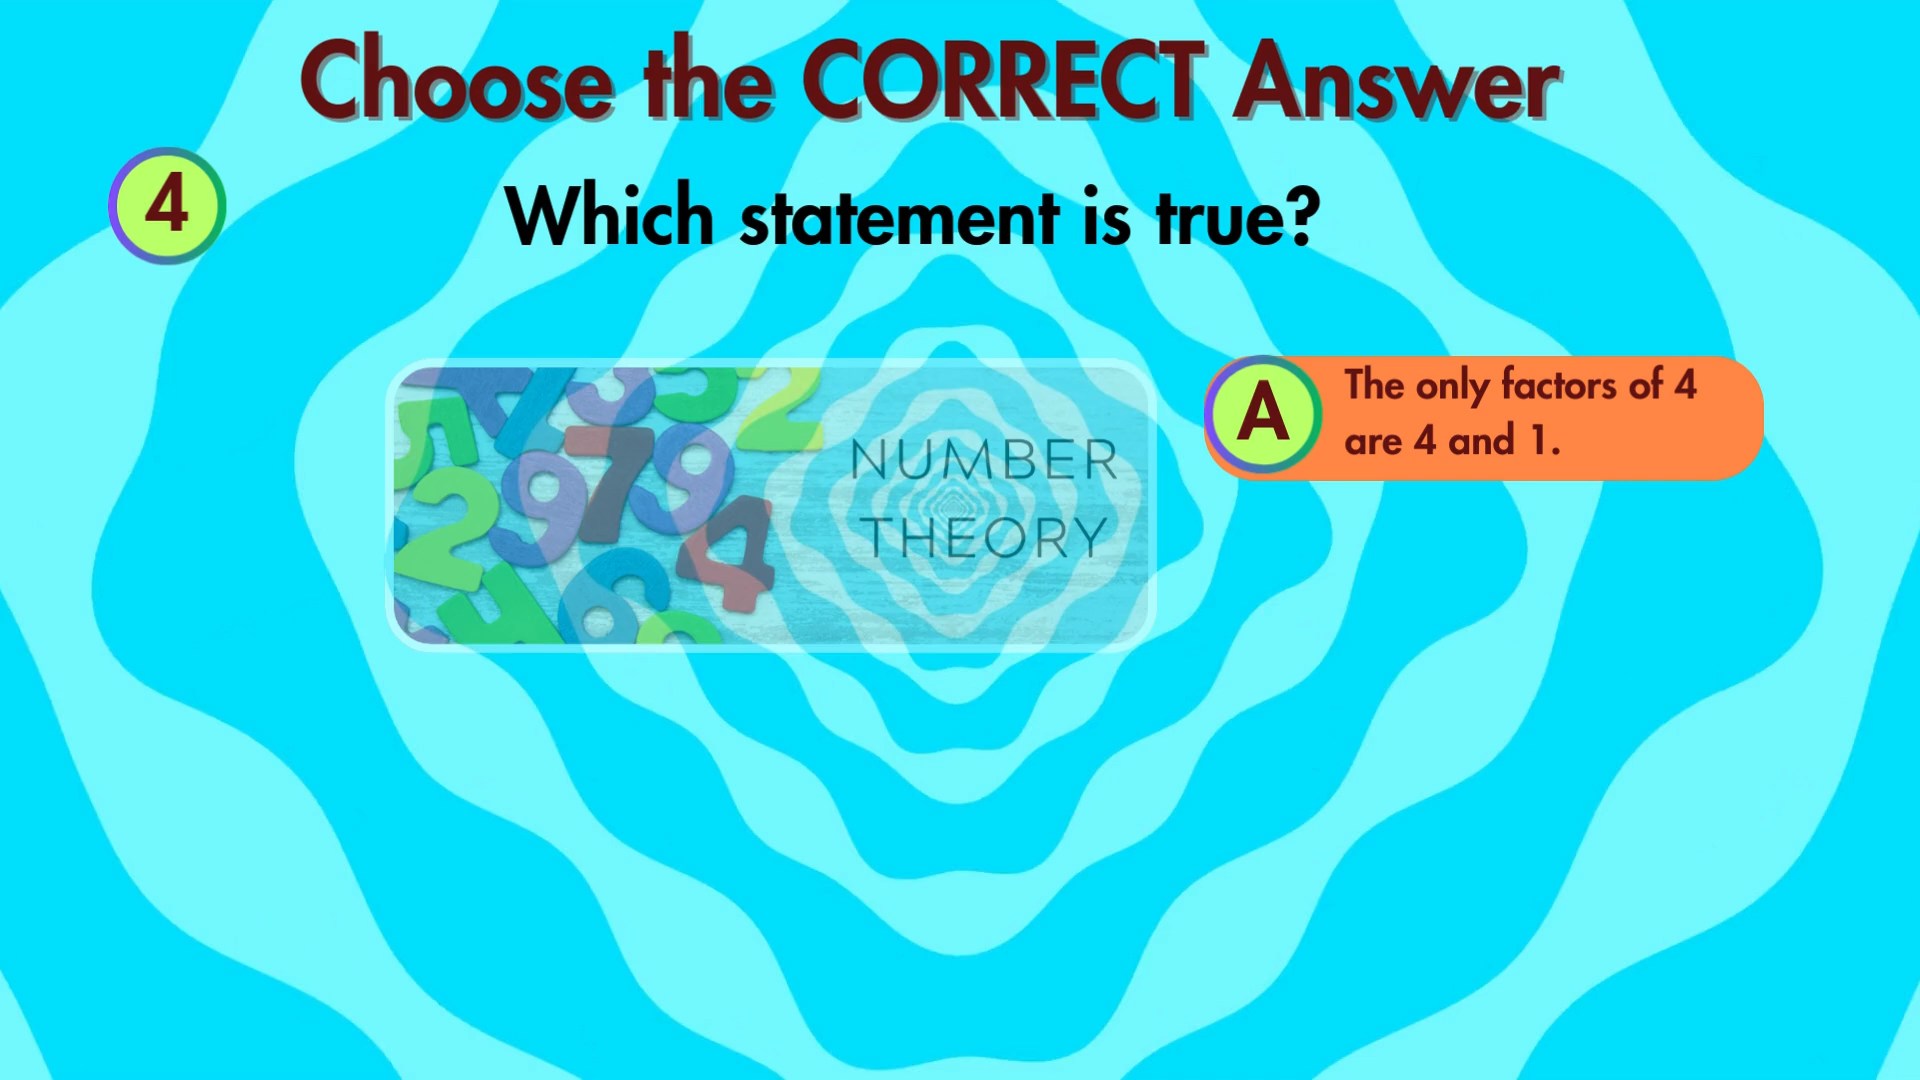 Choose the CORRECT Answer
4
Which statement is true?
NUMBER
THEORY
A
The only factors of 4
are 4 and 1.